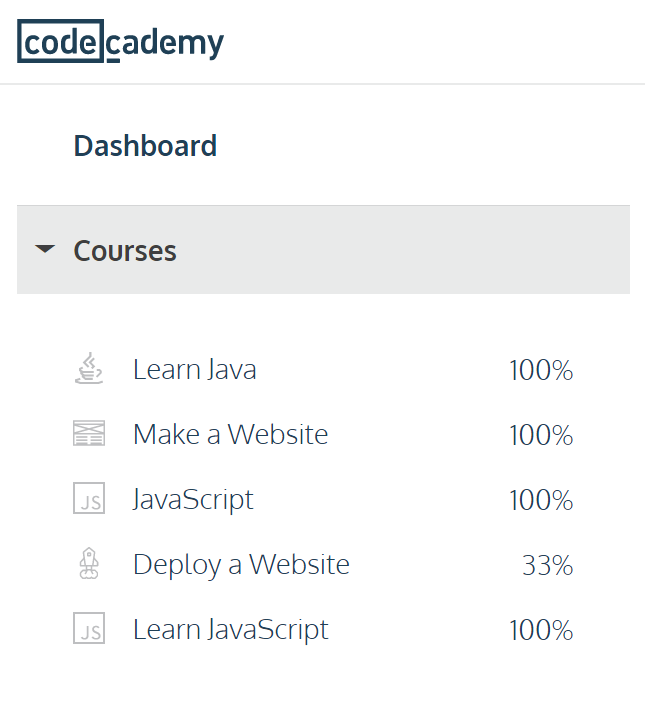 codecademy
Dashboard
Courses
Learn Java 100%
Make a Website 100%
JS JavaScript 100%
Deploy a Website 33%
JS Learn JavaScript 100%